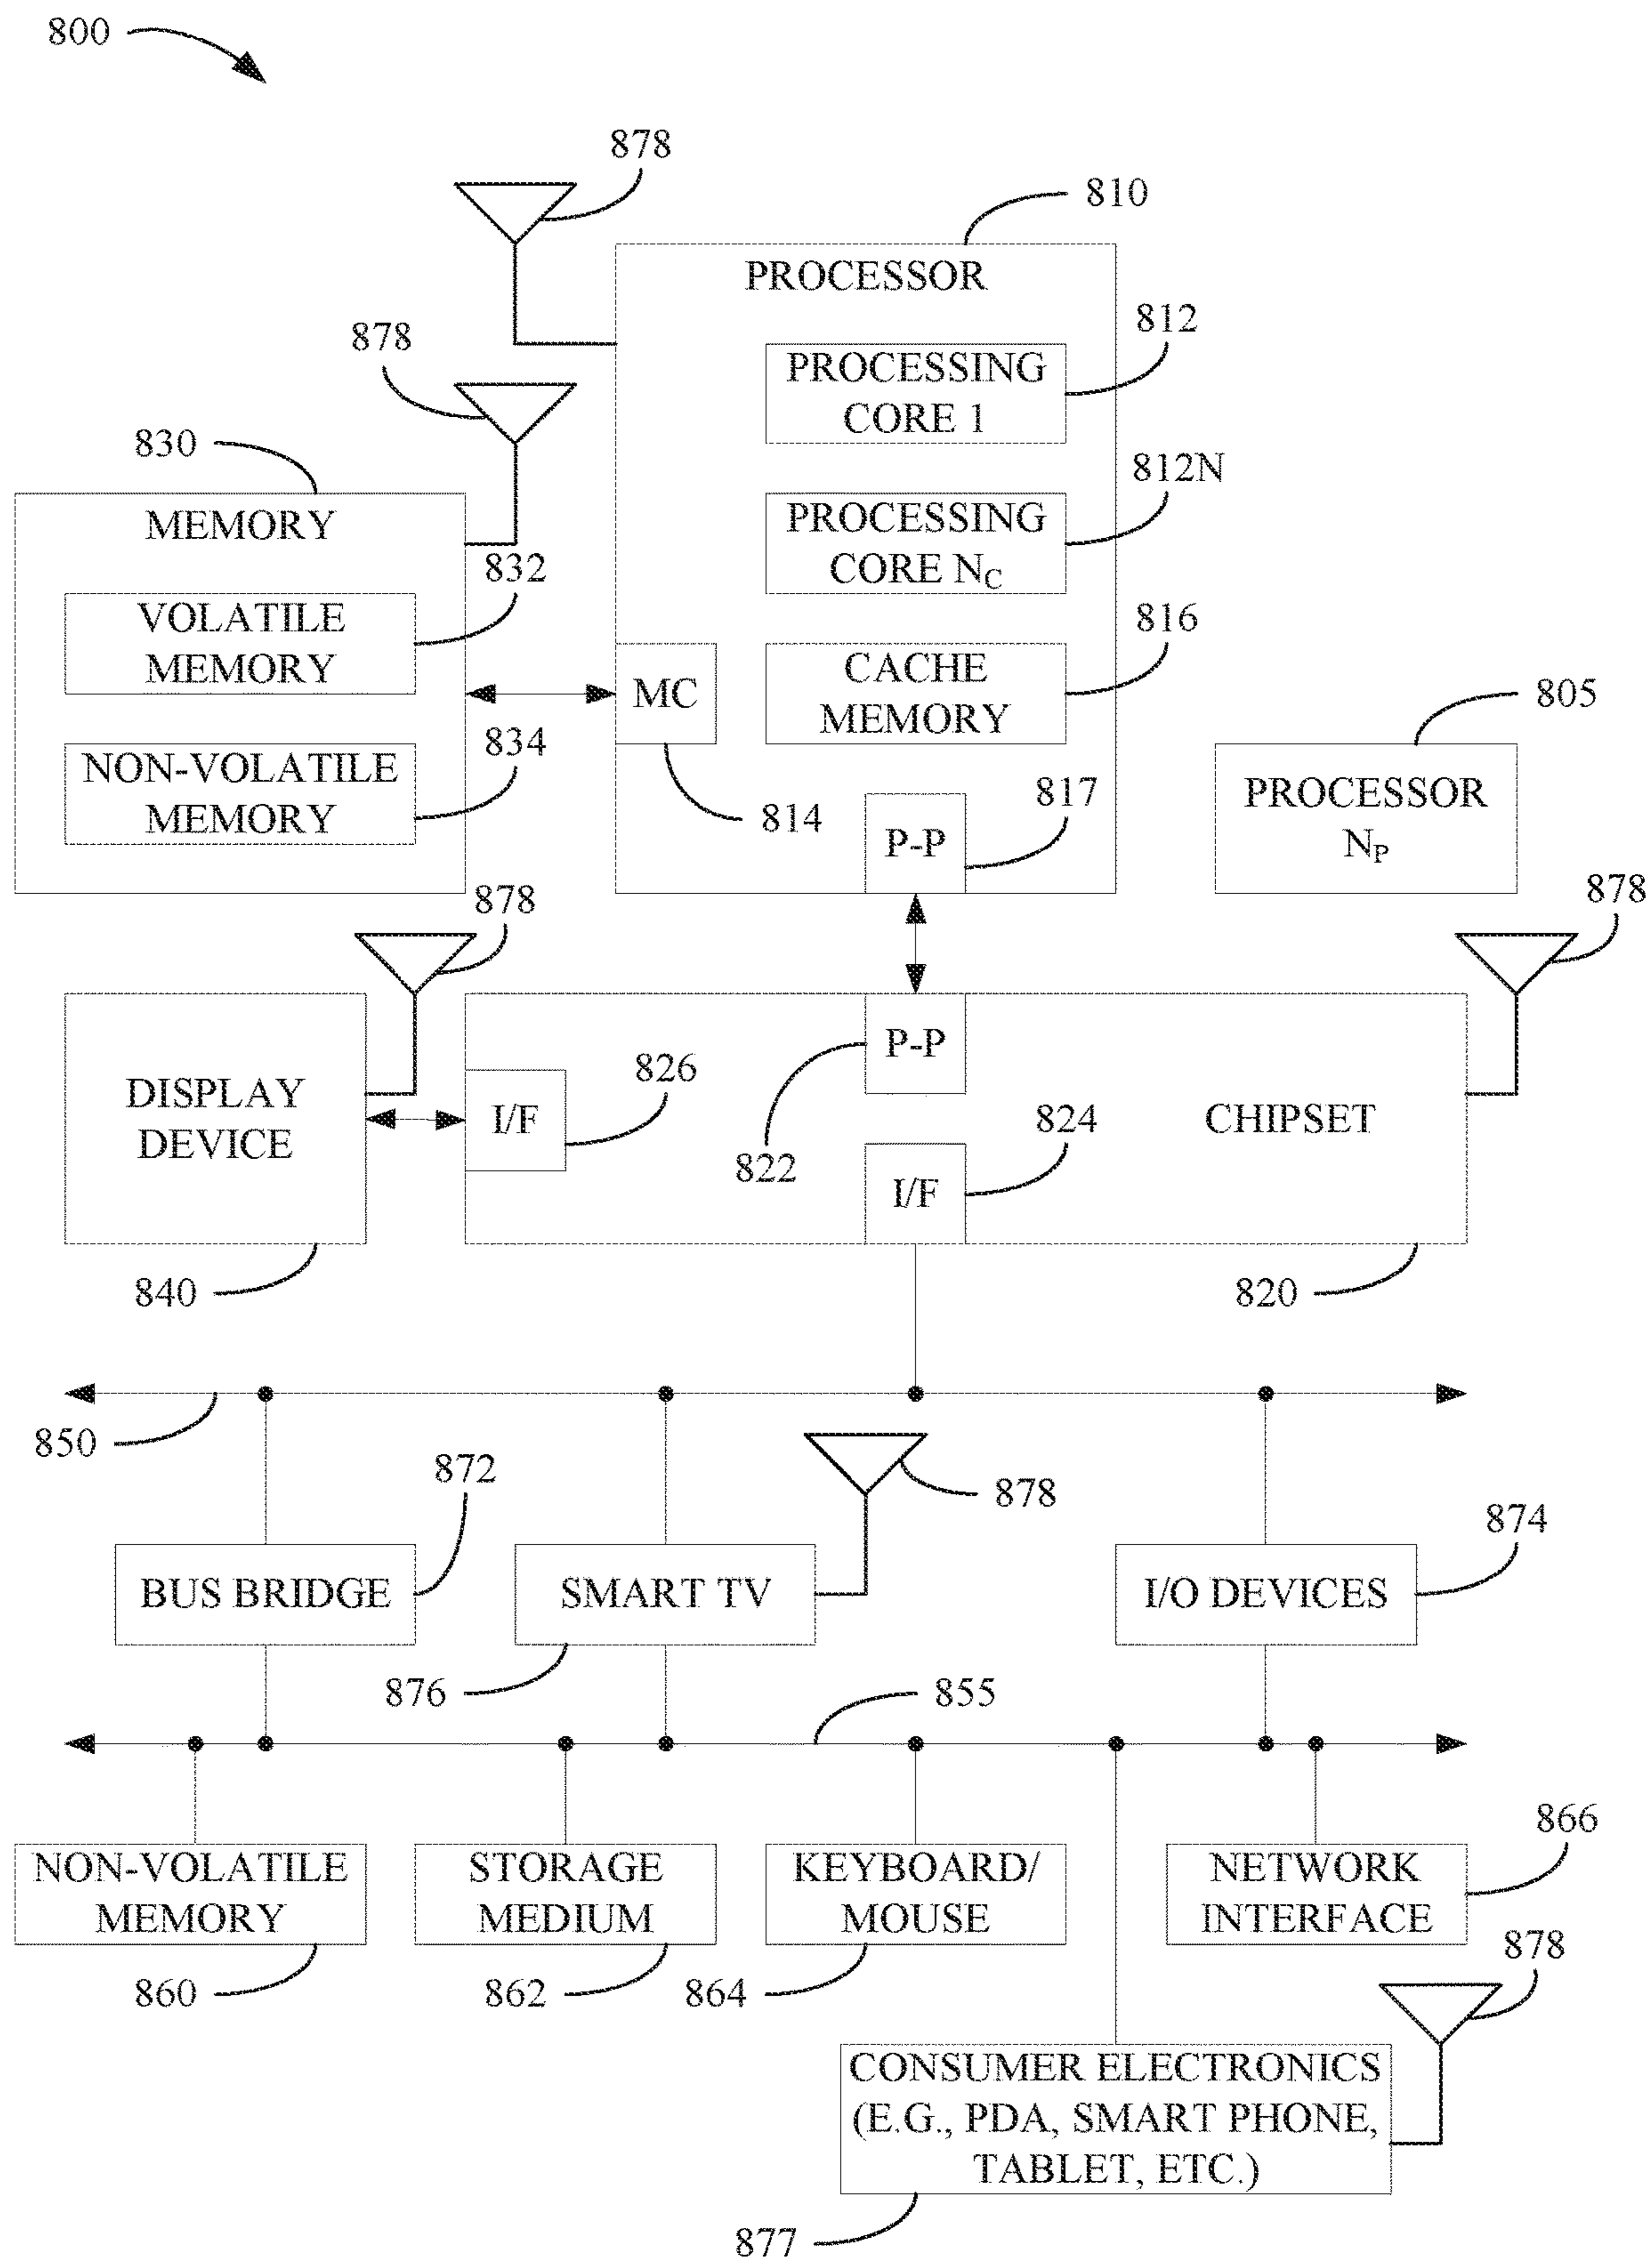 800
878
810
PROCESSOR
812
PROCESSING
CORE 1
878
830
812N
PROCESSING
CORE NC
MEMORY
832
VOLATILE
MEMORY
816
CACHE
MEMORY
MC
805
834
NON-VOLATILE
MEMORY
814
817
P-P
PROCESSOR
NP
878
878
P-P
826
I/F
822
824
I/F
CHIPSET
DISPLAY
DEVICE
840
820
850
872
878
874
BUS BRIDGE
SMART TV
I/O DEVICES
876
855
866
NON-VOLATILE
MEMORY
STORAGE
MEDIUM
KEYBOARD/
MOUSE
NETWORK
INTERFACE
860
862
864
878
CONSUMER ELECTRONICS
(E.G., PDA, SMART PHONE,
TABLET, ETC.)
877